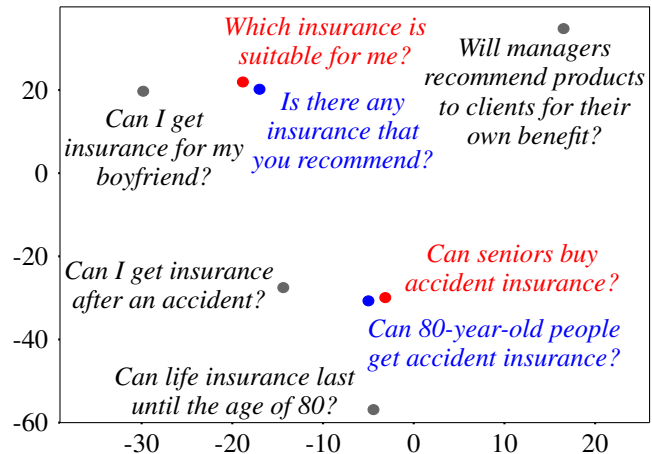 Which insurance is
suitable for me?
Will managers
recommend products
to clients for their
own benefit?
Can I get
insurance for my
boyfriend?
Is there any
insurance that
you recommend?
Can I get insurance
after an accident?
Can seniors buy
accident insurance?
Can 80-year-old people
get accident insurance?
Can life insurance last
until the age of 80?
20
0
-20
-40
-60
-30
-20
-10
0
10
20